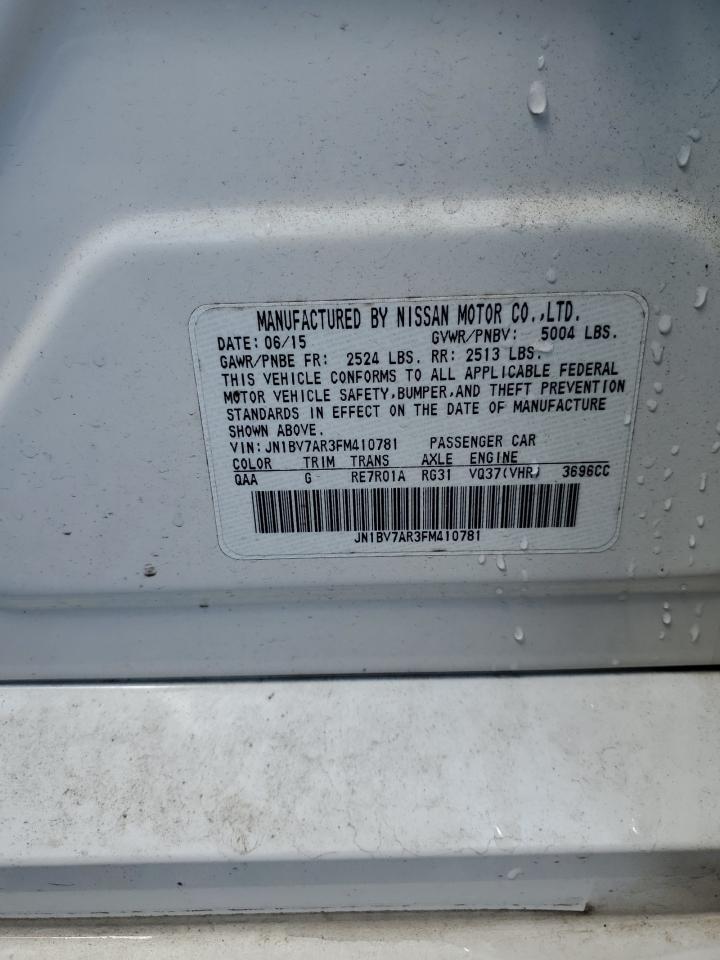 MANUFACTURED BY NISSAN MOTOR CO.,LTD.
DATE: 06/15 GVWR/PNBV: 5004 LBS.
GAWR/PNBE FR: 2524 LBS. RR: 2513 LBS.
THIS VEHICLE CONFORMS TO ALL APPLICABLE FEDERAL
MOTOR VEHICLE SAFETY,BUMPER,AND THEFT PREVENTION
STANDARDS IN EFFECT ON THE DATE OF MANUFACTURE
SHOWN ABOVE.
VIN:JN1BV7AR3FM410781 PASSENGER CAR
COLOR TRIM TRANS AXLE ENGINE
QAA G RE7R01A RG31 VQ37(VHR) 3696CC
JN1BV7AR3FM410781